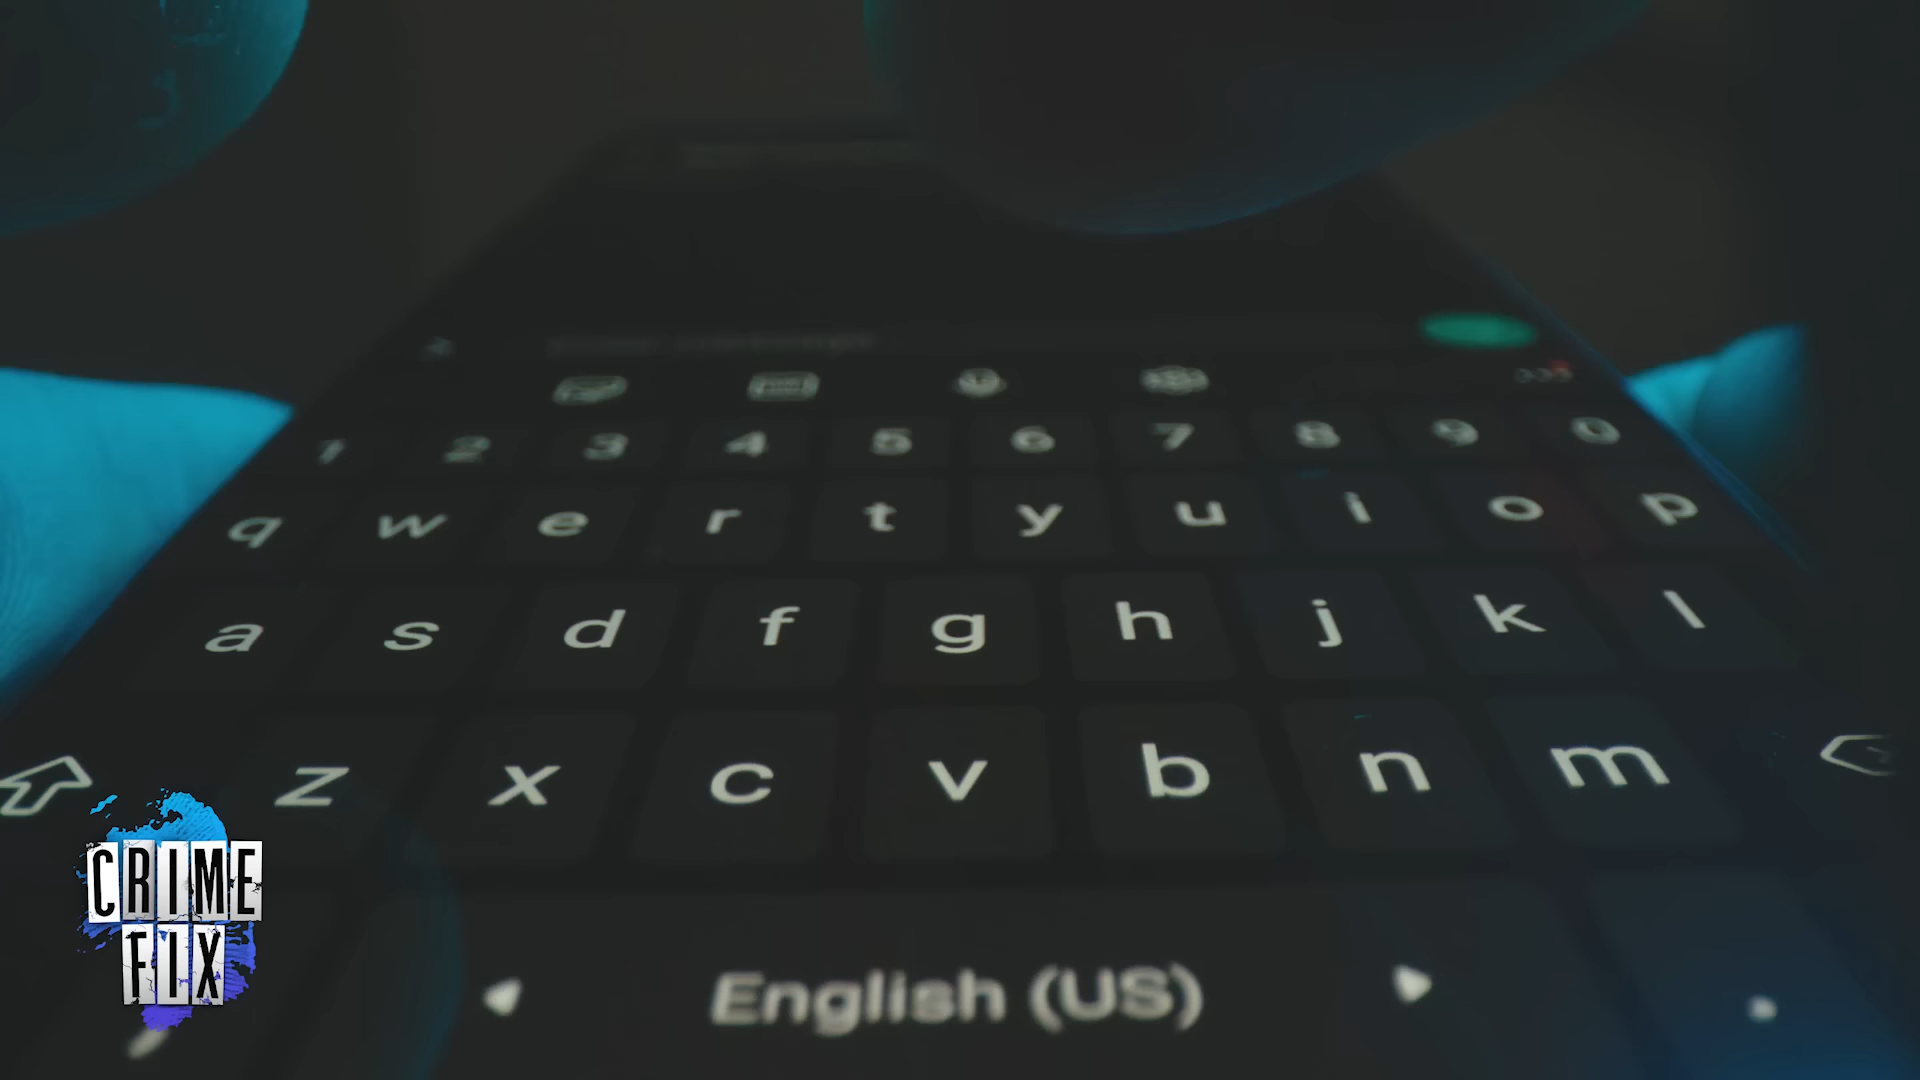 1 2 3 4 5 6 7 8 9 0
q w e r t y u i o p
a s d f g h j k l
z x c v b n m
, English (US) .
CRIME
FIX